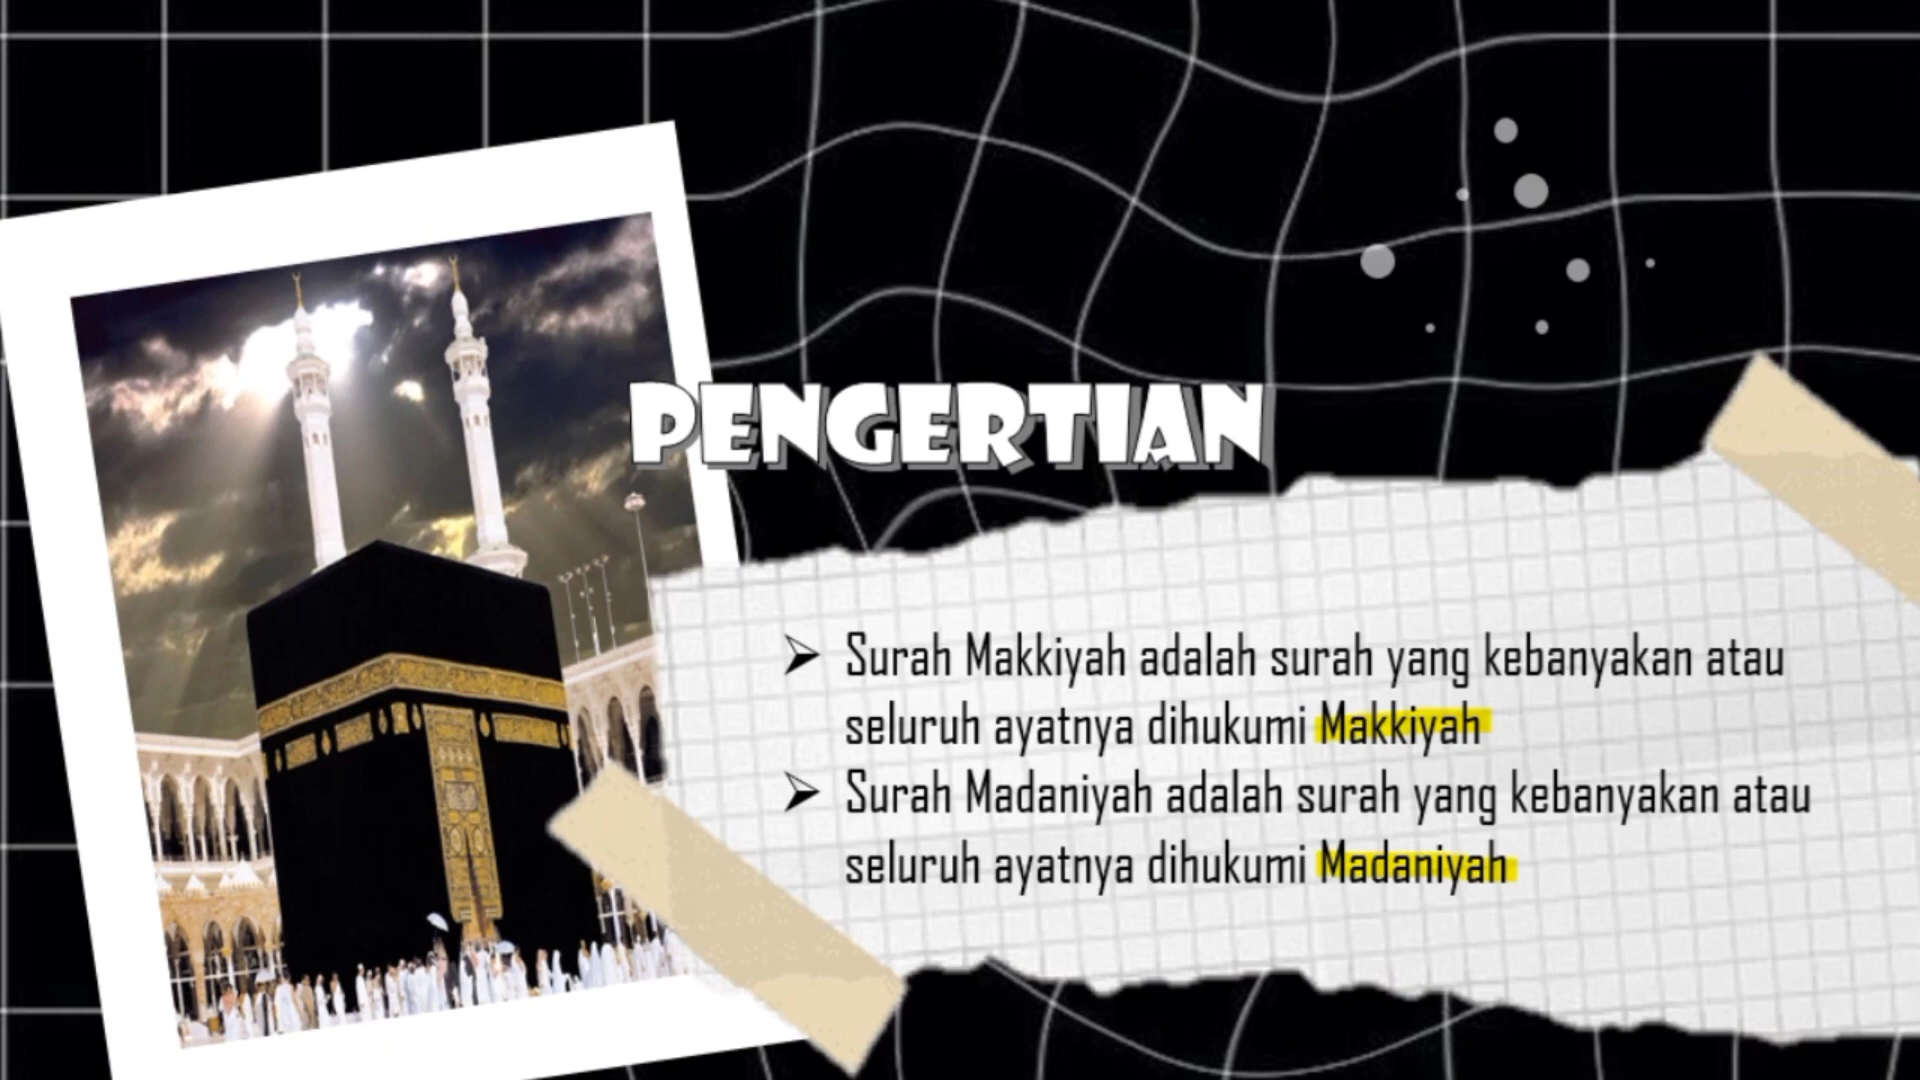 PENGERTIAN
➤ Surah Makkiyah adalah surah yang kebanyakan atau
seluruh ayatnya dihukumi Makkiyah
➤ Surah Madaniyah adalah surah yang kebanyakan atau
seluruh ayatnya dihukumi Madaniyah